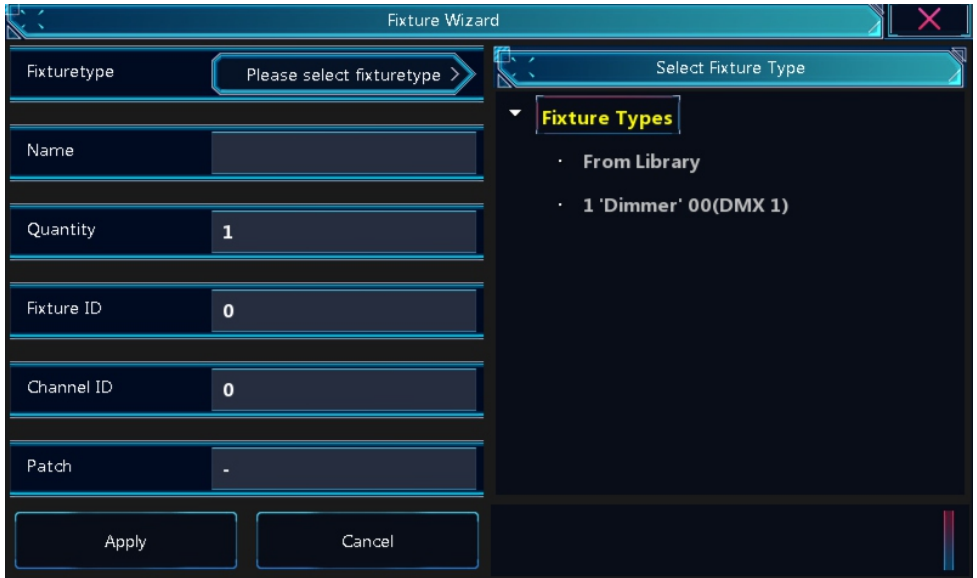 Fixture Wizard
Fixturetype
Please select fixturetype >
Name
Quantity
1
Fixture ID
0
Channel ID
0
Patch
-
Apply
Cancel
Select Fixture Type
Fixture Types
· From Library
· 1 'Dimmer' 00(DMX 1)